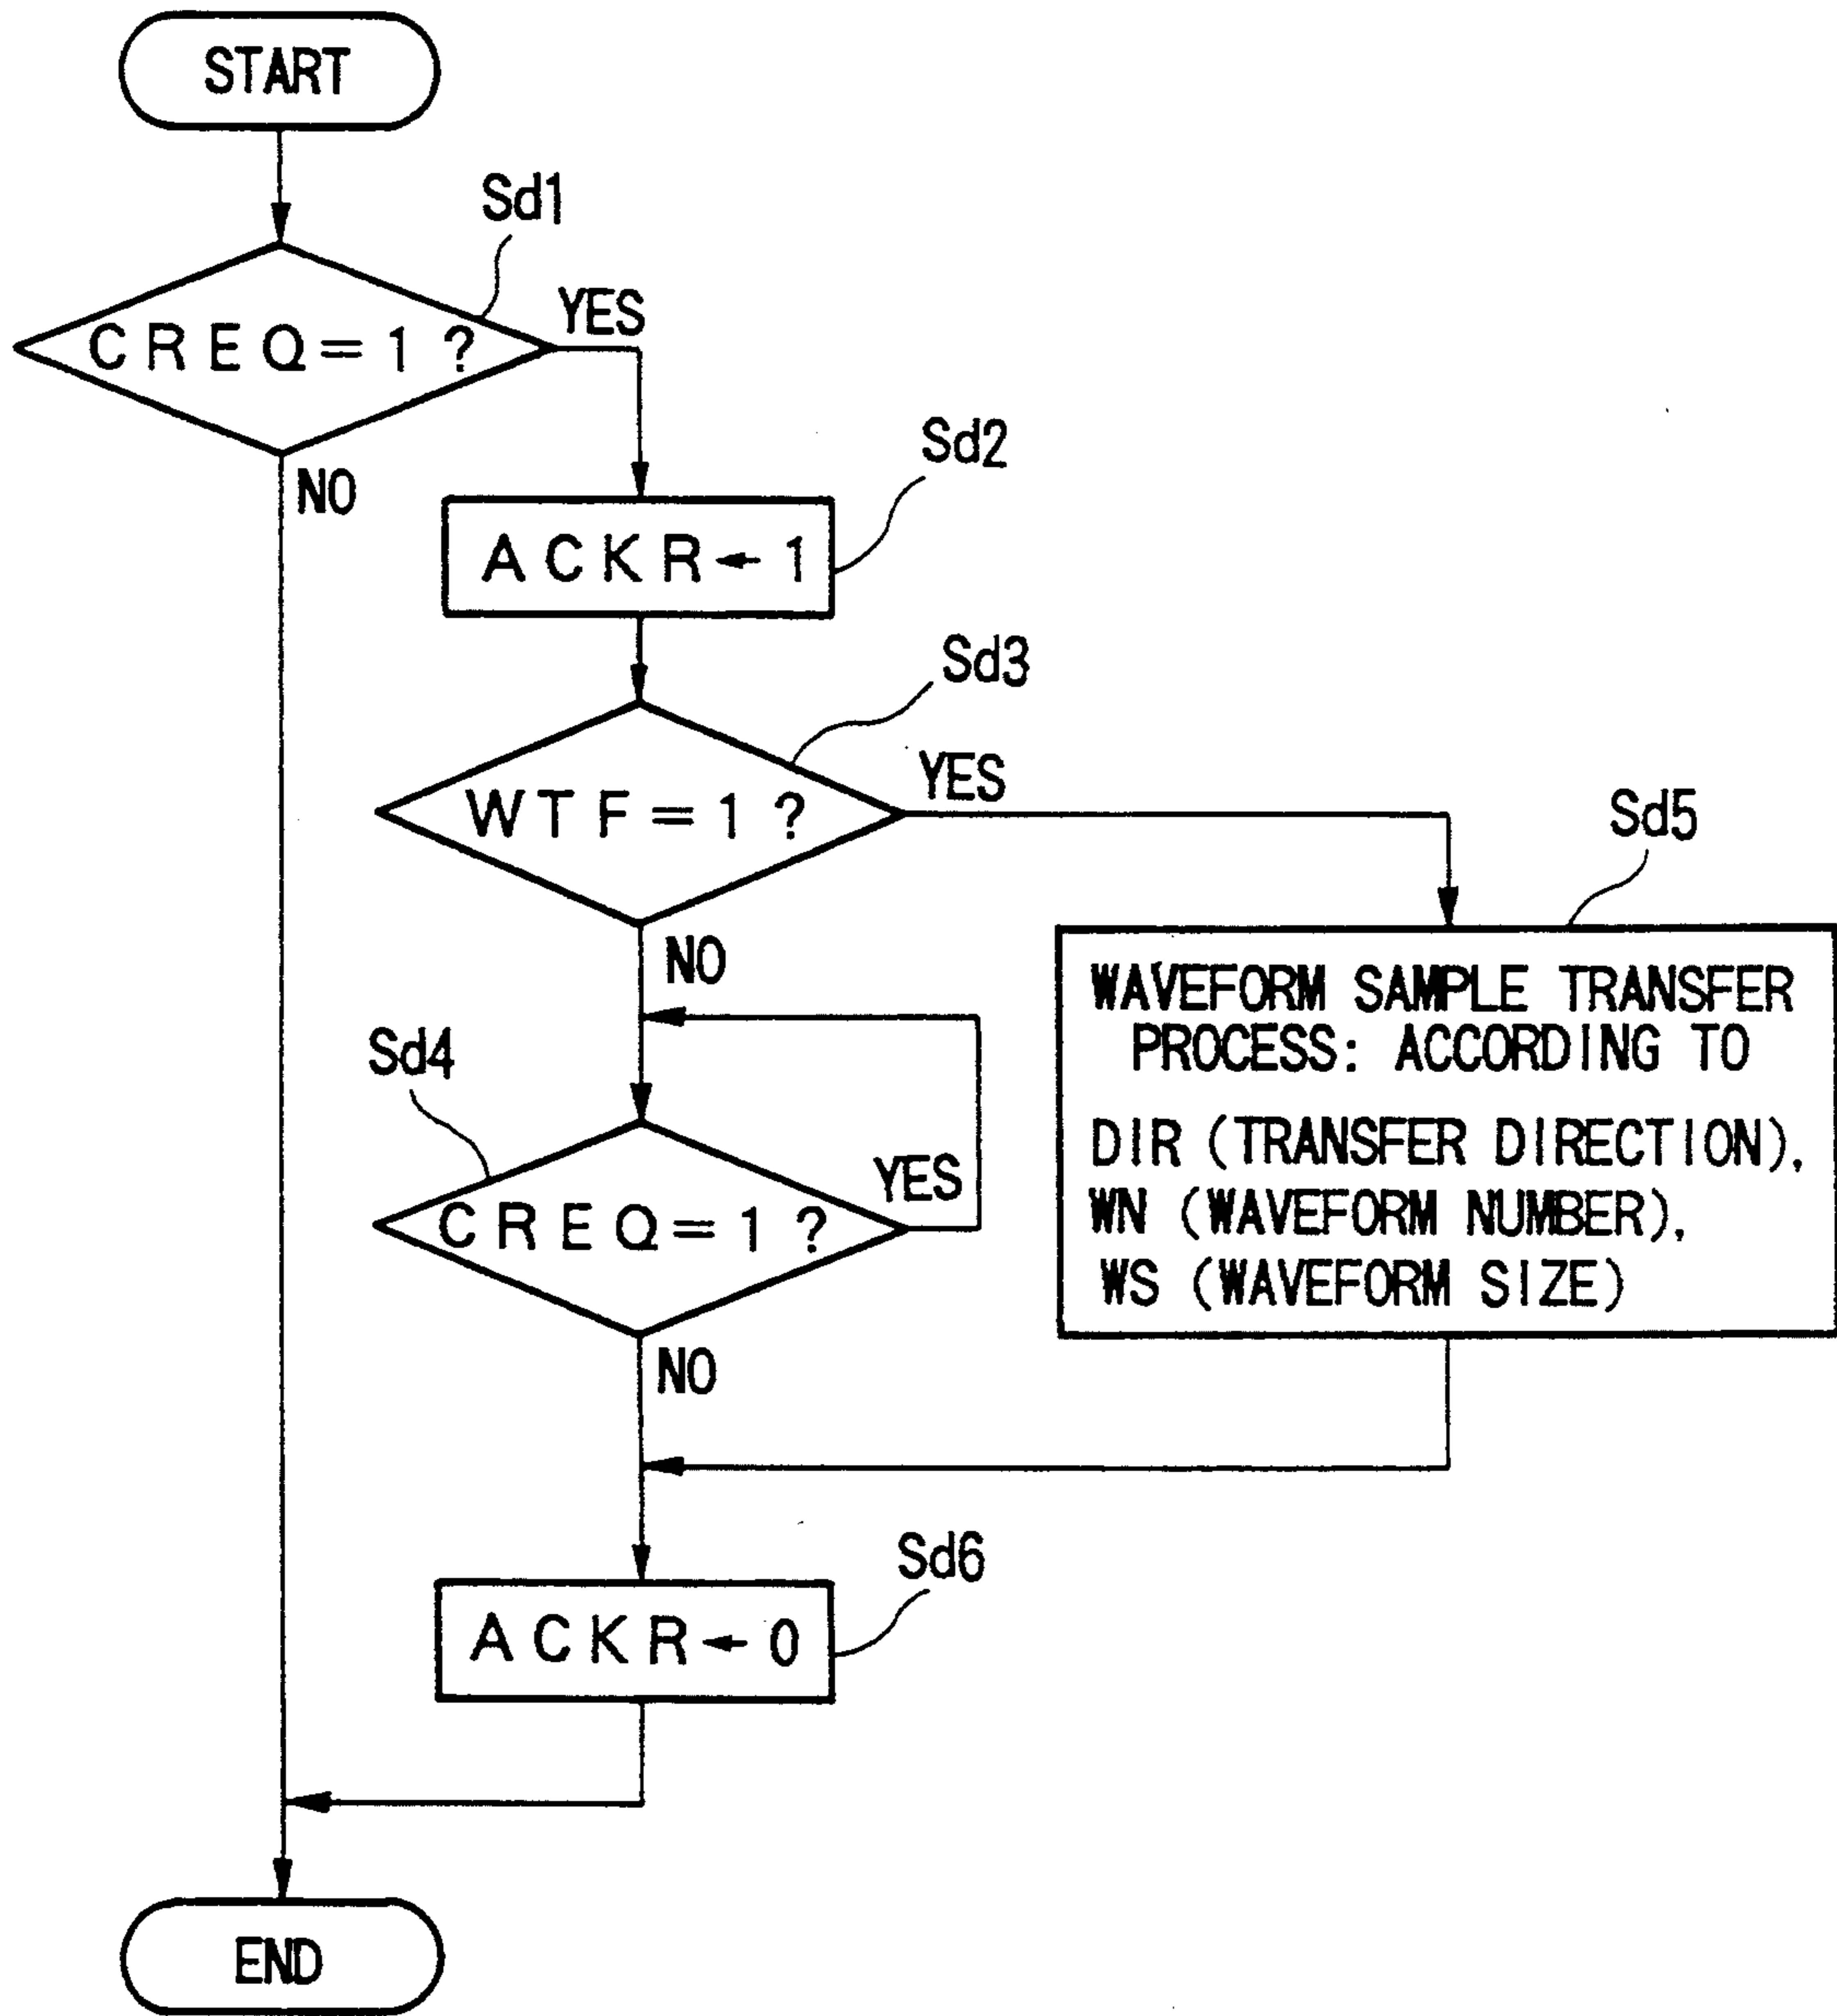 START
Sd1
CREQ=1?
YES
NO
Sd2
ACKR←1
Sd3
WTF=1?
YES
NO
Sd5
WAVEFORM SAMPLE TRANSFER
PROCESS: ACCORDING TO
DIR (TRANSFER DIRECTION),
WN (WAVEFORM NUMBER),
WS (WAVEFORM SIZE)
Sd4
CREQ=1?
YES
NO
Sd6
ACKR←0
END